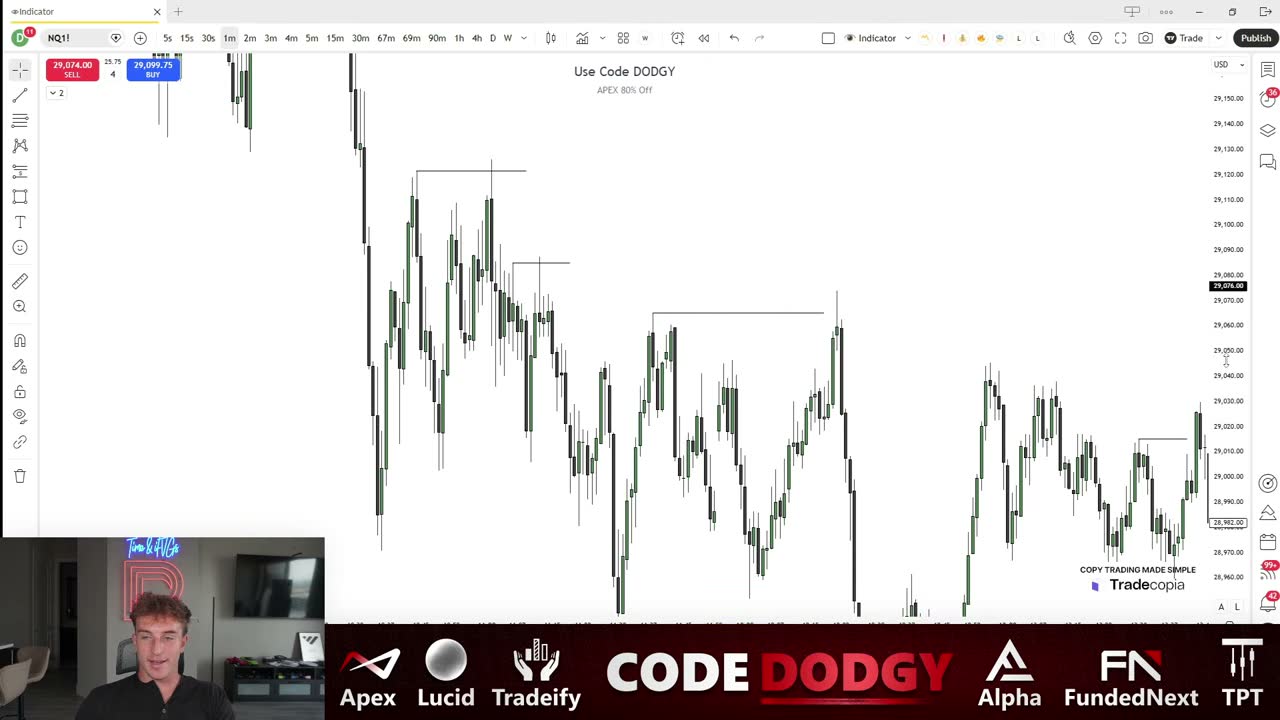 Indicator
D 11 NQ1! 5s 15s 30s 1m 2m 3m 4m 5m 15m 30m 67m 69m 90m 1h 4h D W W Indicator L L Trade Publish
29,074.00 SELL 25.75 4 29,099.75 BUY
2
Use Code DODGY
APEX 80% Off
USD
29,150.00
29,140.00
29,130.00
29,120.00
29,110.00
29,100.00
29,090.00
29,080.00
29,076.00
29,070.00
29,060.00
29,050.00
29,040.00
29,030.00
29,020.00
29,010.00
29,000.00
28,990.00
28,982.00
28,970.00
28,960.00
36
99+
42
A L
COPY TRADING MADE SIMPLE
Tradecopia
Time & iFVGs
Apex Lucid Tradeify CODE DODGY Alpha FundedNext TPT